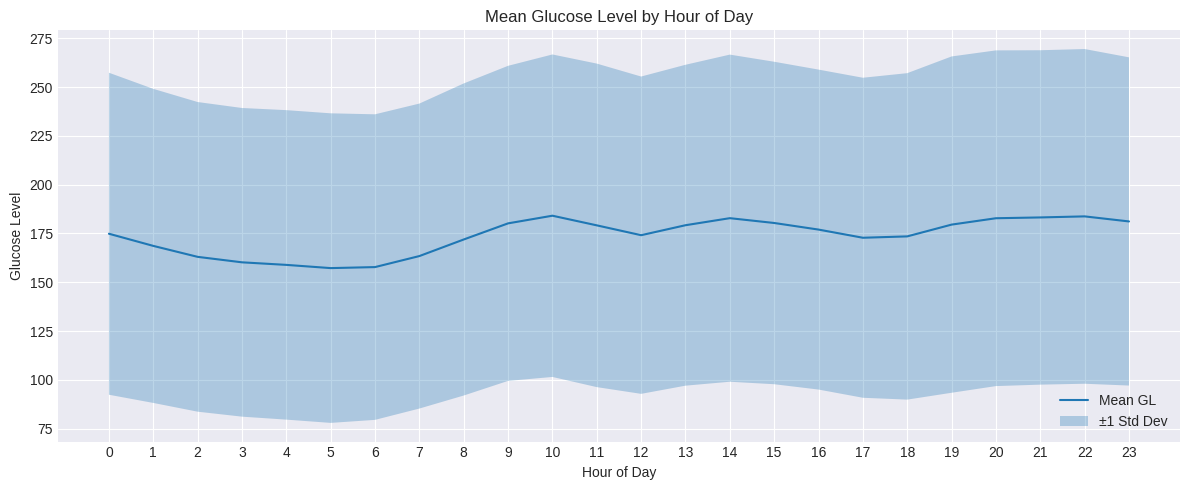 Mean Glucose Level by Hour of Day
275
250
225
200
175
150
125
100
75
Glucose Level
Mean GL
±1 Std Dev
0 1 2 3 4 5 6 7 8 9 10 11 12 13 14 15 16 17 18 19 20 21 22 23
Hour of Day